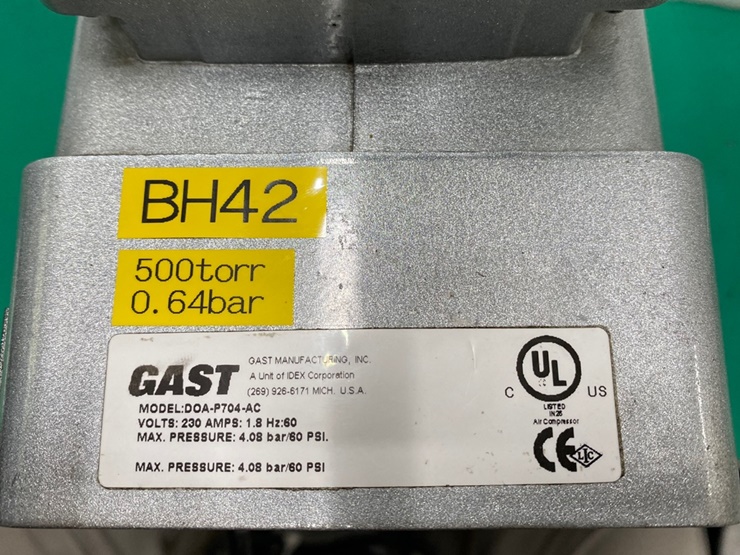 BH42
500torr
0.64bar
GAST
GAST MANUFACTURING, INC.
A Unit of IDEX Corporation
(269) 926-6171 MICH. U.S.A.
MODEL:DOA-P704-AC
VOLTS: 230 AMPS: 1.8 Hz:60
MAX. PRESSURE: 4.08 bar/60 PSI.
MAX. PRESSURE: 4.08 bar/60 PSI
UL
C US
LISTED
Air Compressor
CE